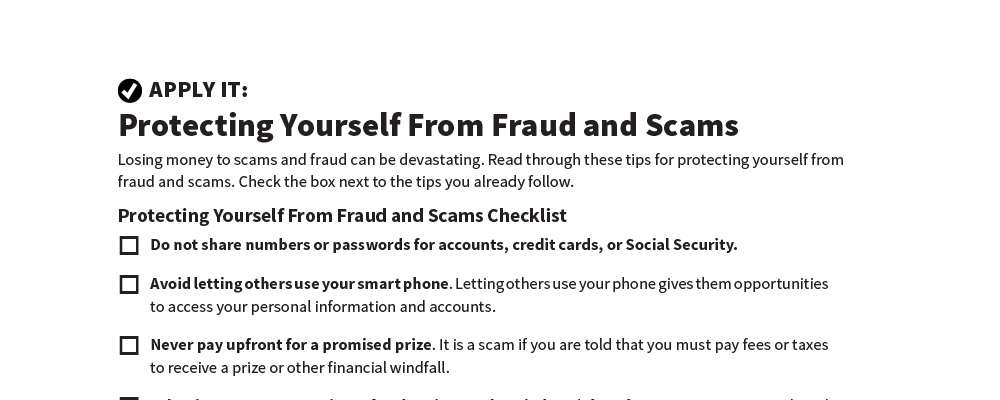 APPLY IT:
Protecting Yourself From Fraud and Scams
Losing money to scams and fraud can be devastating. Read through these tips for protecting yourself from
fraud and scams. Check the box next to the tips you already follow.
Protecting Yourself From Fraud and Scams Checklist
Do not share numbers or passwords for accounts, credit cards, or Social Security.
Avoid letting others use your smart phone. Letting others use your phone gives them opportunities
to access your personal information and accounts.
Never pay upfront for a promised prize. It is a scam if you are told that you must pay fees or taxes
to receive a prize or other financial windfall.